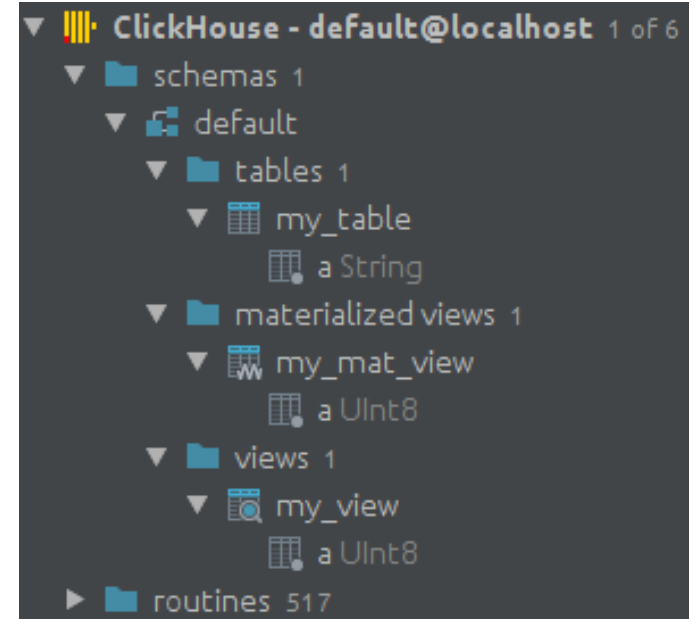 ClickHouse - default@localhost 1 of 6
schemas 1
default
tables 1
my_table
a String
materialized views 1
my_mat_view
a UInt8
views 1
my_view
a UInt8
routines 517